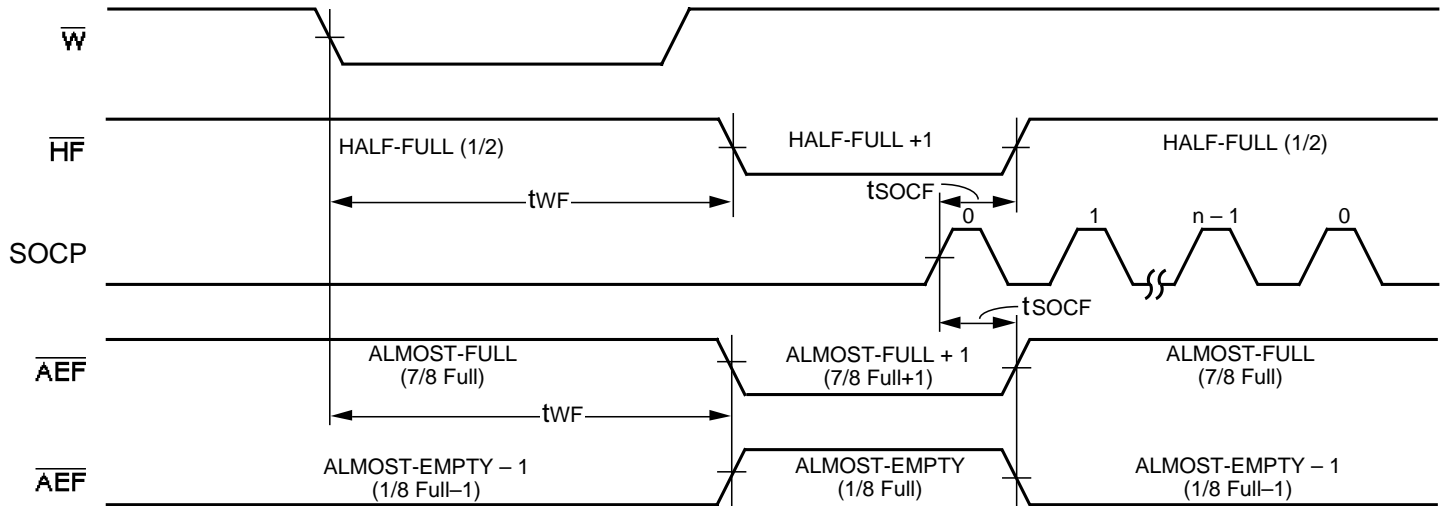 W
HF
HALF-FULL (1/2)
HALF-FULL +1
HALF-FULL (1/2)
tWF
tSOCF
SOCP
0
1
n – 1
0
tSOCF
AEF
ALMOST-FULL
(7/8 Full)
ALMOST-FULL + 1
(7/8 Full+1)
ALMOST-FULL
(7/8 Full)
tWF
AEF
ALMOST-EMPTY – 1
(1/8 Full–1)
ALMOST-EMPTY
(1/8 Full)
ALMOST-EMPTY – 1
(1/8 Full–1)